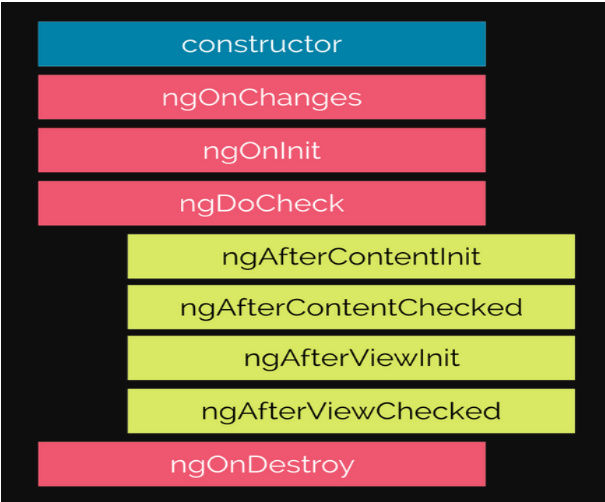 constructor
ngOnChanges
ngOnInit
ngDoCheck
ngAfterContentInit
ngAfterContentChecked
ngAfterViewInit
ngAfterViewChecked
ngOnDestroy